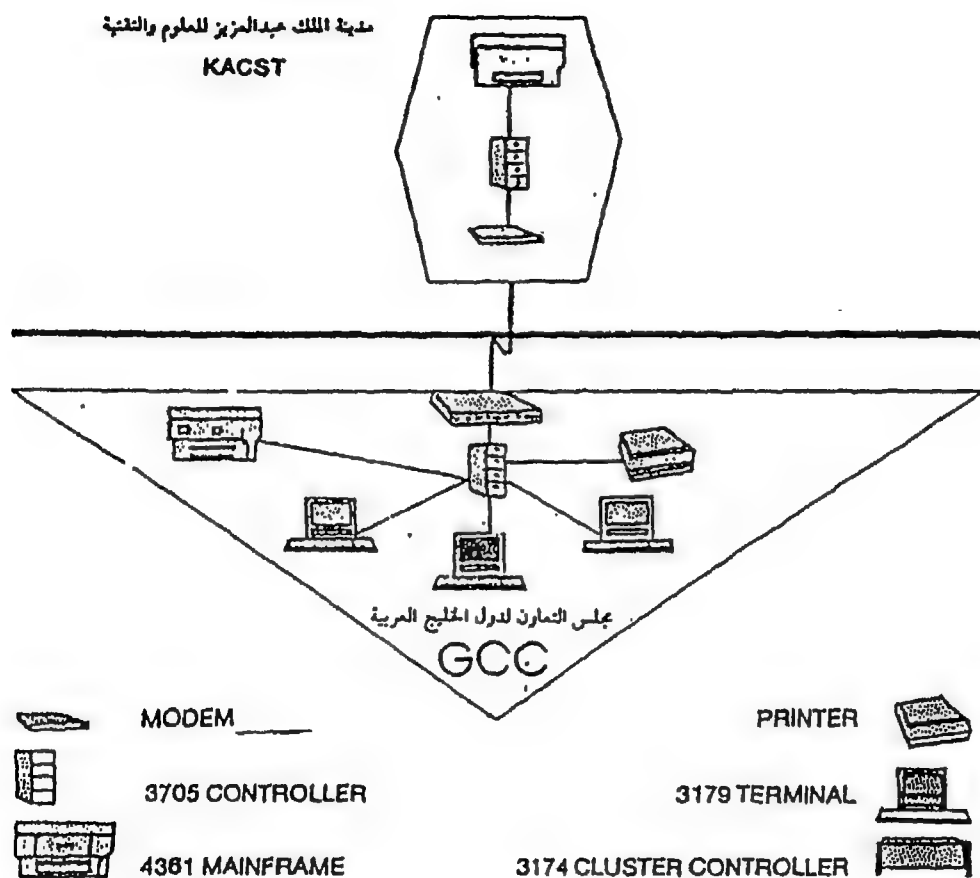 مدينة الملك عبدالعزيز للعلوم والتقنية
KACST
مجلس التعاون لدول الخليج العربية
GCC
MODEM
PRINTER
3705 CONTROLLER
3179 TERMINAL
4361 MAINFRAME
3174 CLUSTER CONTROLLER